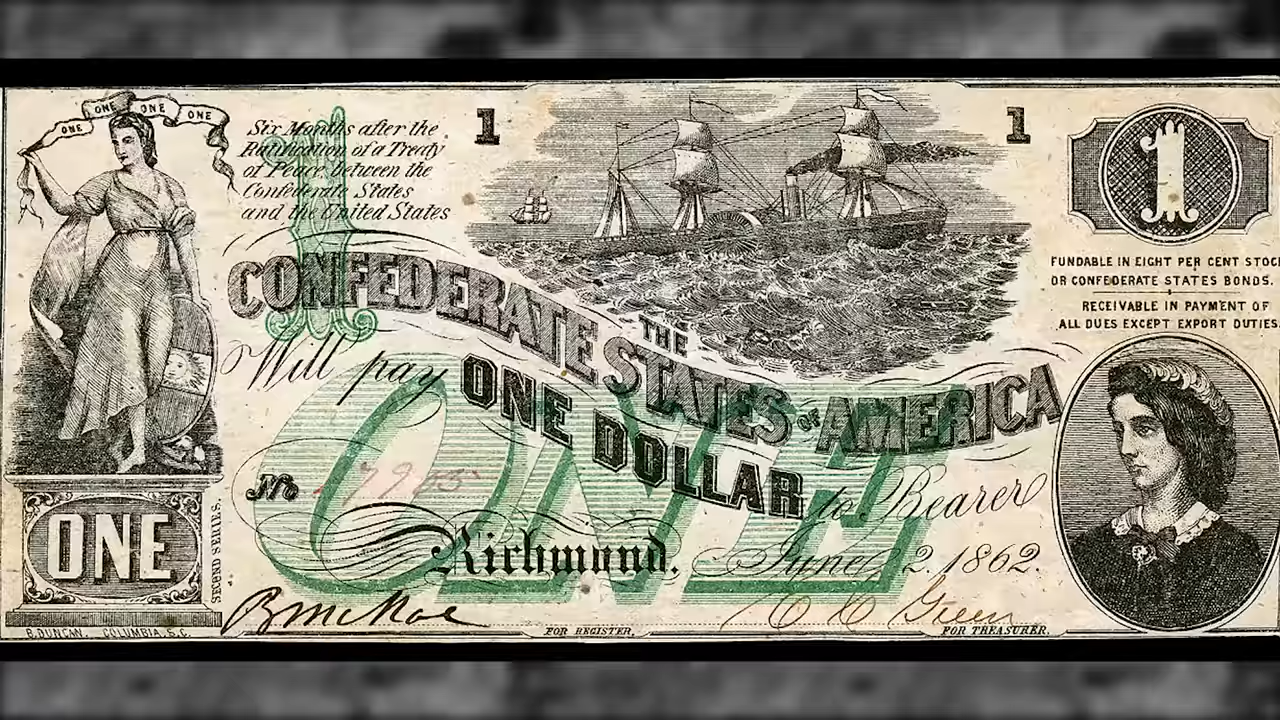 ONE ONE ONE ONE
Six Months after the
Ratification of a Treaty
of Peace between the
Confederate States
and the United States
1
1
1
1
FUNDABLE IN EIGHT PER CENT STOCK
OR CONFEDERATE STATES BONDS.
RECEIVABLE IN PAYMENT OF
ALL DUES EXCEPT EXPORT DUTIES
THE
CONFEDERATE STATES OF AMERICA
Will pay ONE DOLLAR to Bearer
ONE
No 7985
Richmond, June 2. 1862.
ONE
SECOND SERIES.
B. DUNCAN, COLUMBIA, S.C.
FOR REGISTER,
C C Green
FOR TREASURER.